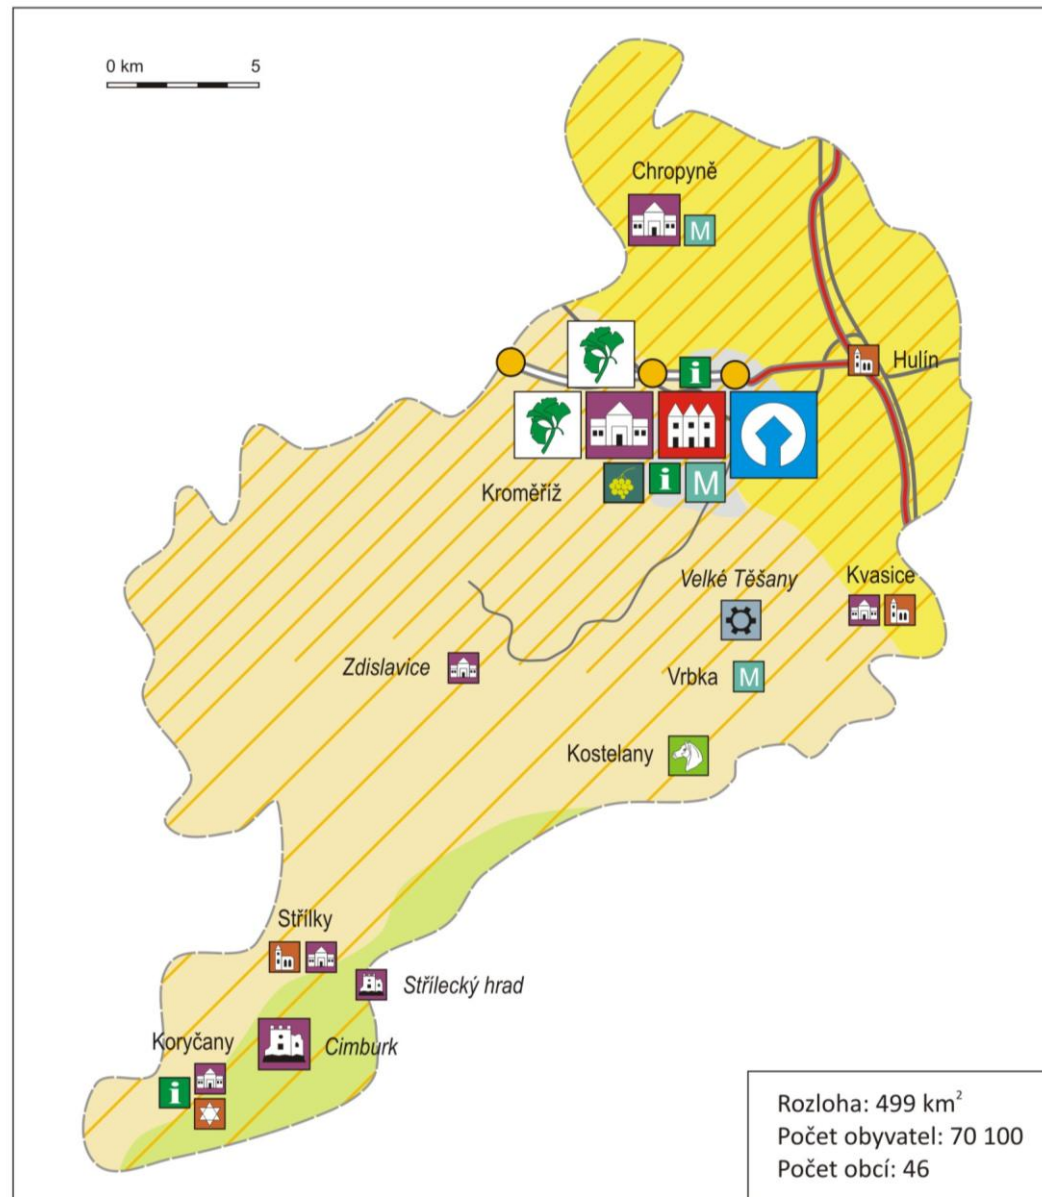 0 km 5
Chropyně
M
Hulín
i
i
M
Kroměříž
Velké Těšany
Kvasice
Zdislavice
Vrbka
M
Kostelany
Střílky
Střílecký hrad
Koryčany
Cimburk
i
Rozloha: 499 km²
Počet obyvatel: 70 100
Počet obcí: 46